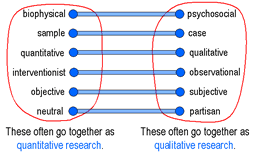 biophysical psychosocial
sample case
quantitative qualitative
interventionist observational
objective subjective
neutral partisan
These often go together as These often go together as
quantitative research. qualitative research.